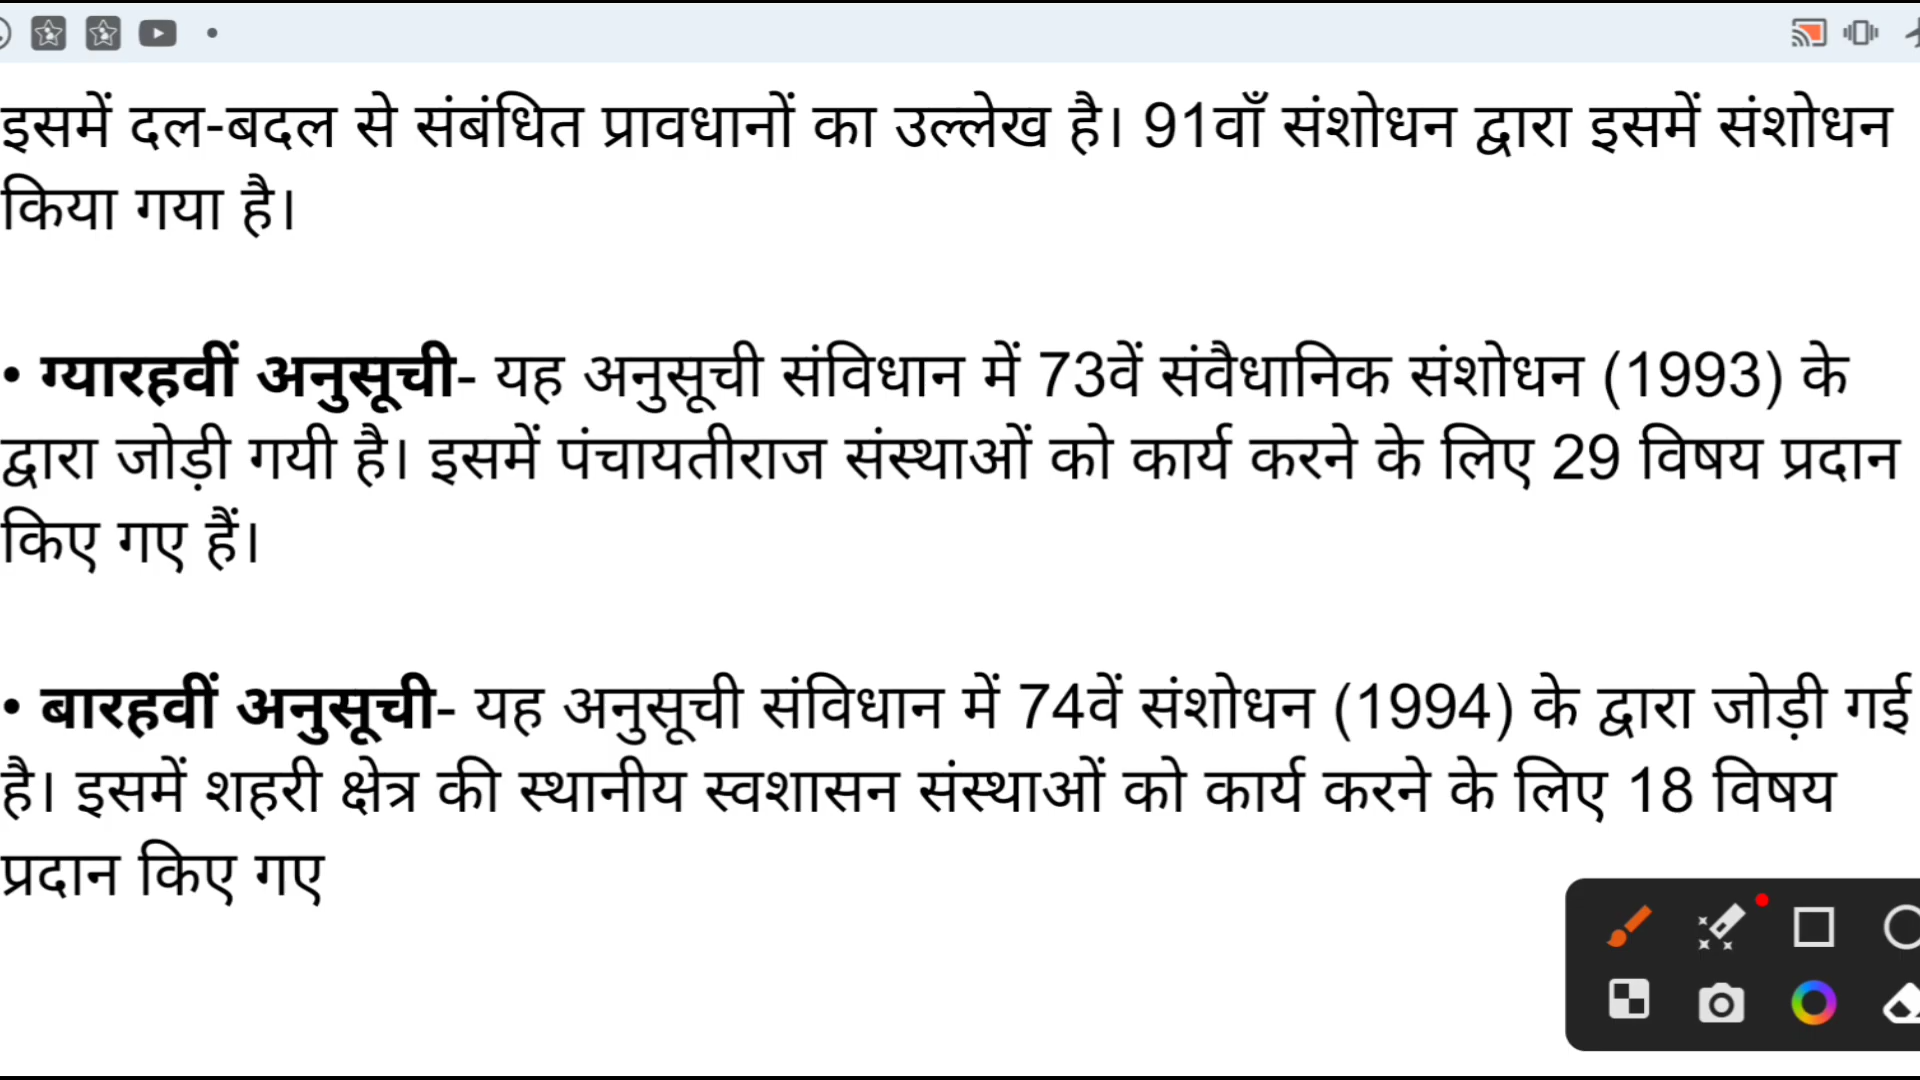 इसमें दल-बदल से संबंधित प्रावधानों का उल्लेख है। 91वाँ संशोधन द्वारा इसमें संशोधन
किया गया है।
• ग्यारहवीं अनुसूची- यह अनुसूची संविधान में 73वें संवैधानिक संशोधन (1993) के
द्वारा जोड़ी गयी है। इसमें पंचायतीराज संस्थाओं को कार्य करने के लिए 29 विषय प्रदान
किए गए हैं।
• बारहवीं अनुसूची- यह अनुसूची संविधान में 74वें संशोधन (1994) के द्वारा जोड़ी गई
है। इसमें शहरी क्षेत्र की स्थानीय स्वशासन संस्थाओं को कार्य करने के लिए 18 विषय
प्रदान किए गए